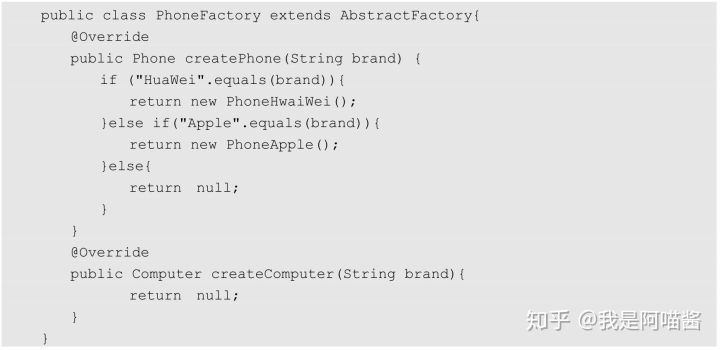 public class PhoneFactory extends AbstractFactory{
@Override
public Phone createPhone(String brand) {
if ("HuaWei".equals(brand)){
return new PhoneHwaiWei();
}else if("Apple".equals(brand)){
return new PhoneApple();
}else{
return null;
}
}
@Override
public Computer createComputer(String brand){
return null;
}
}
知乎 @我是阿喵酱